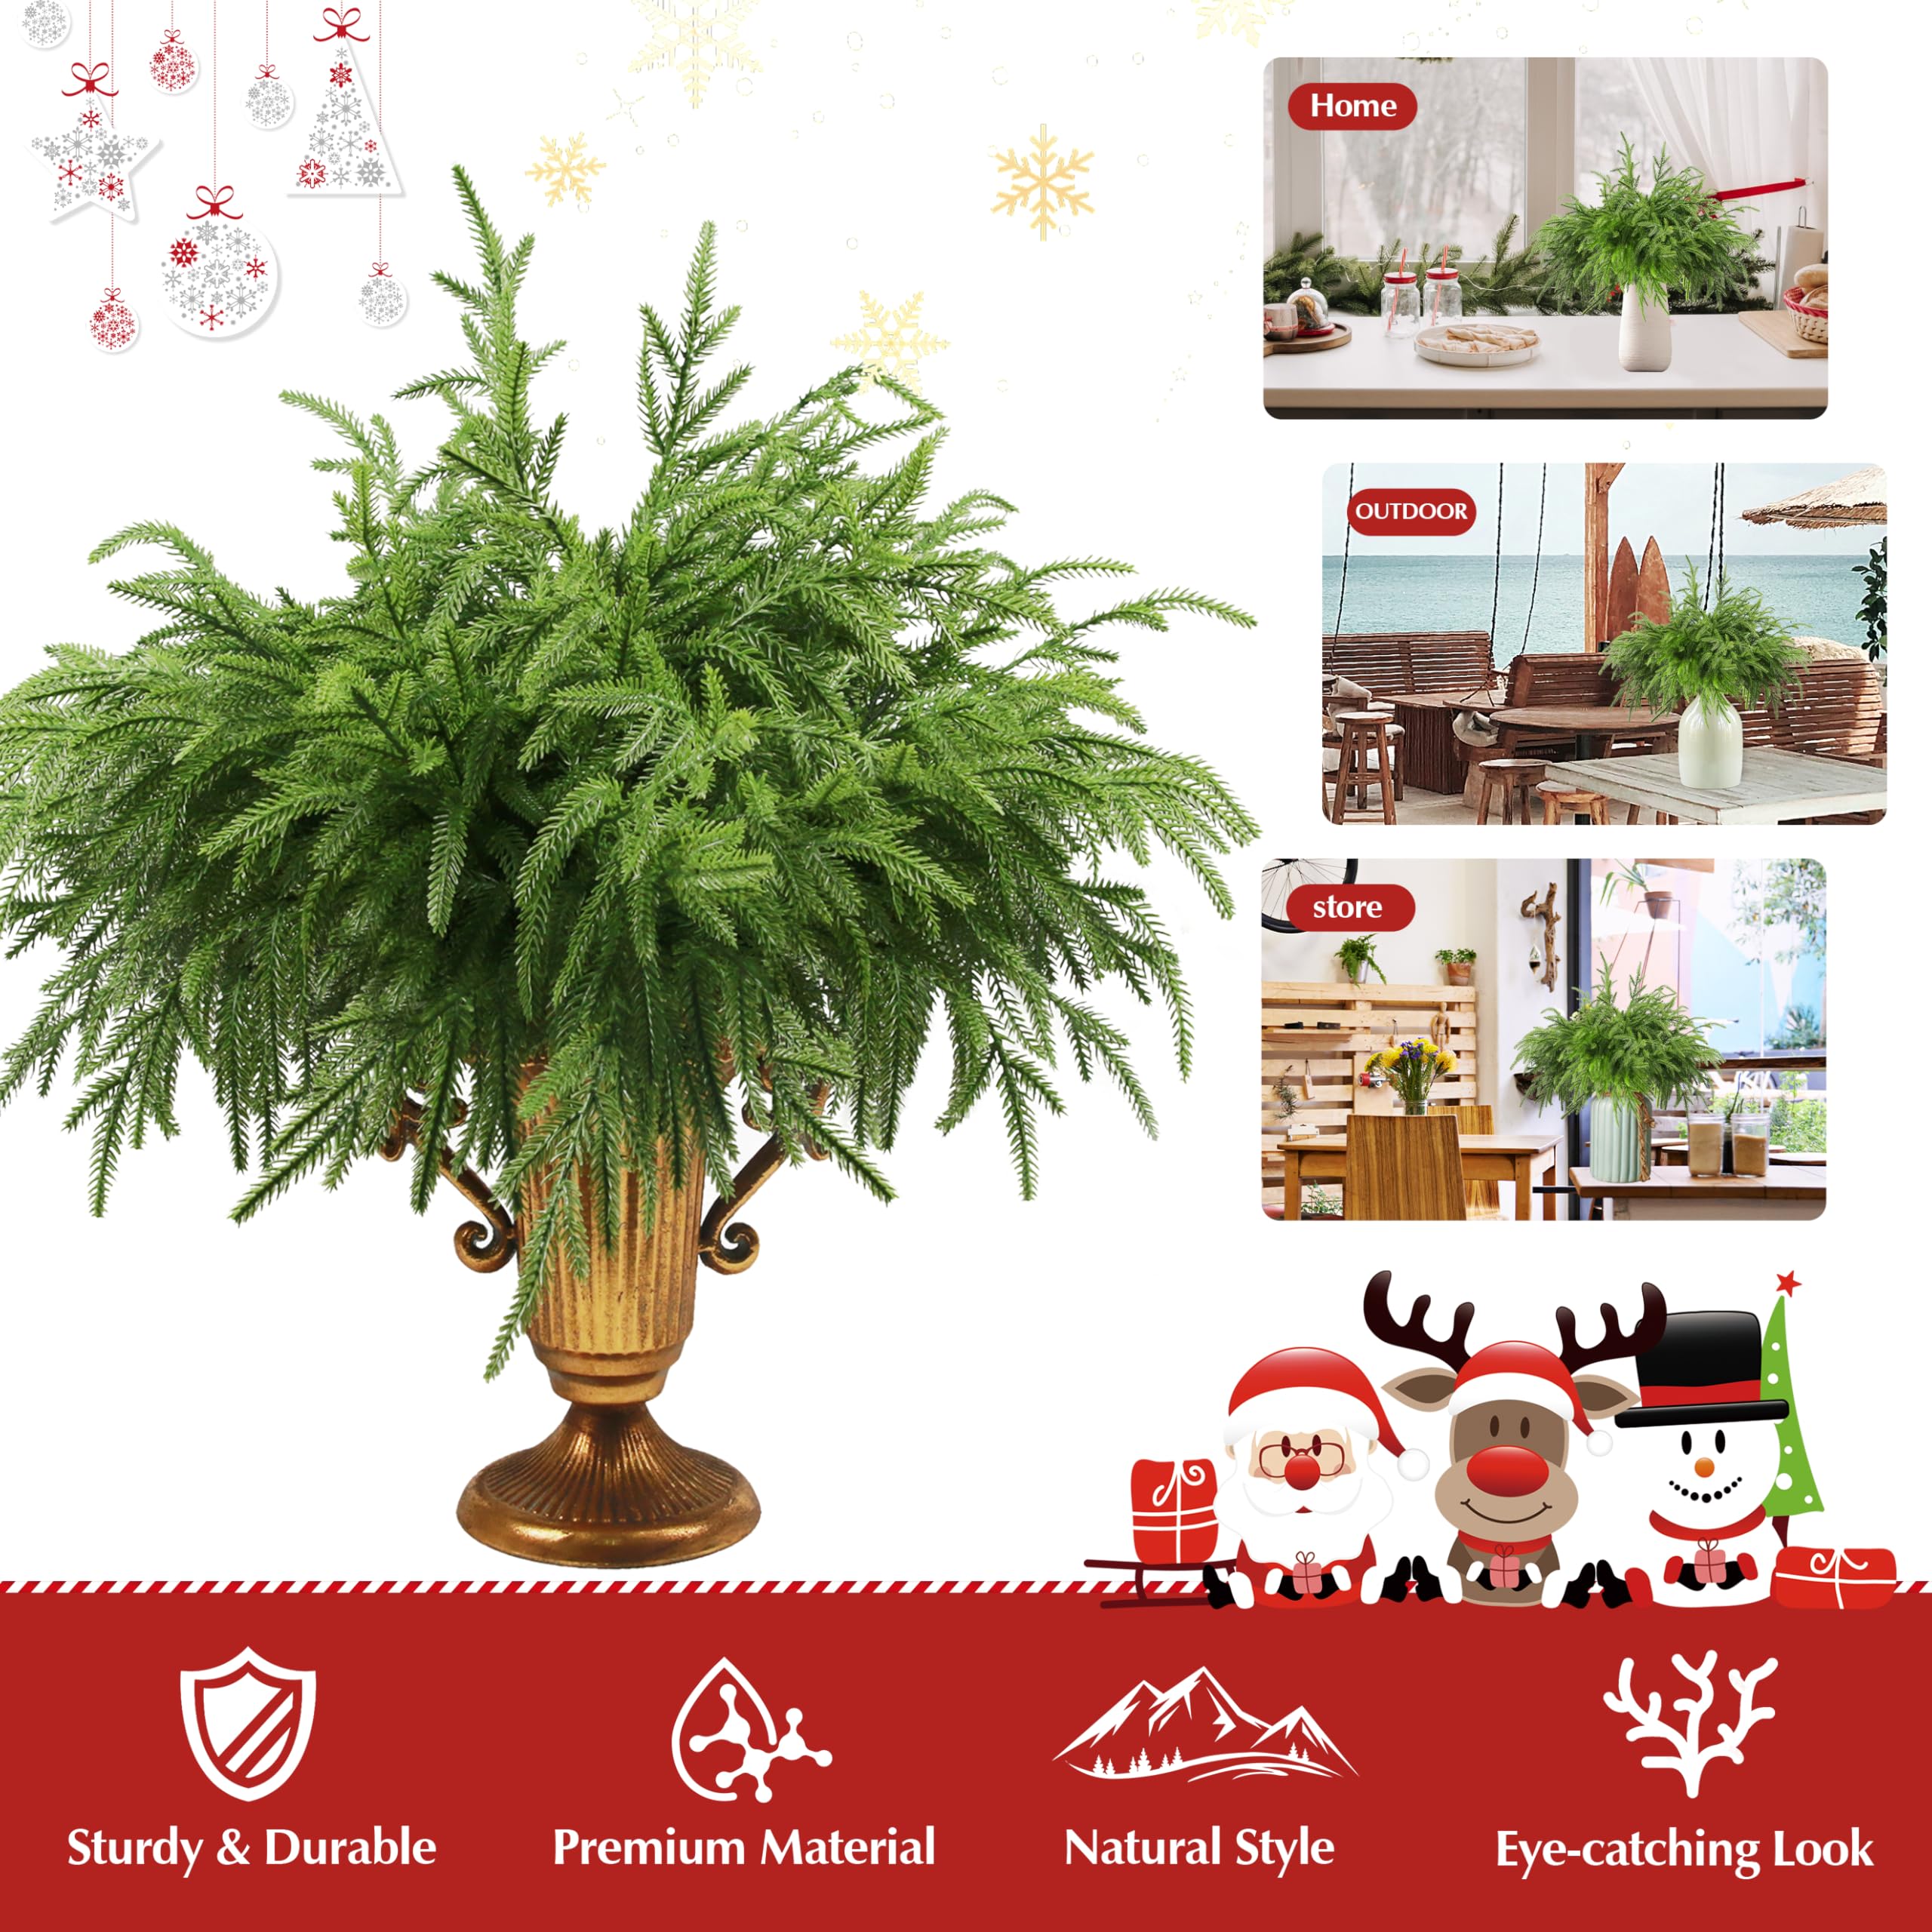 Home
OUTDOOR
store
Sturdy & Durable
Premium Material
Natural Style
Eye-catching Look